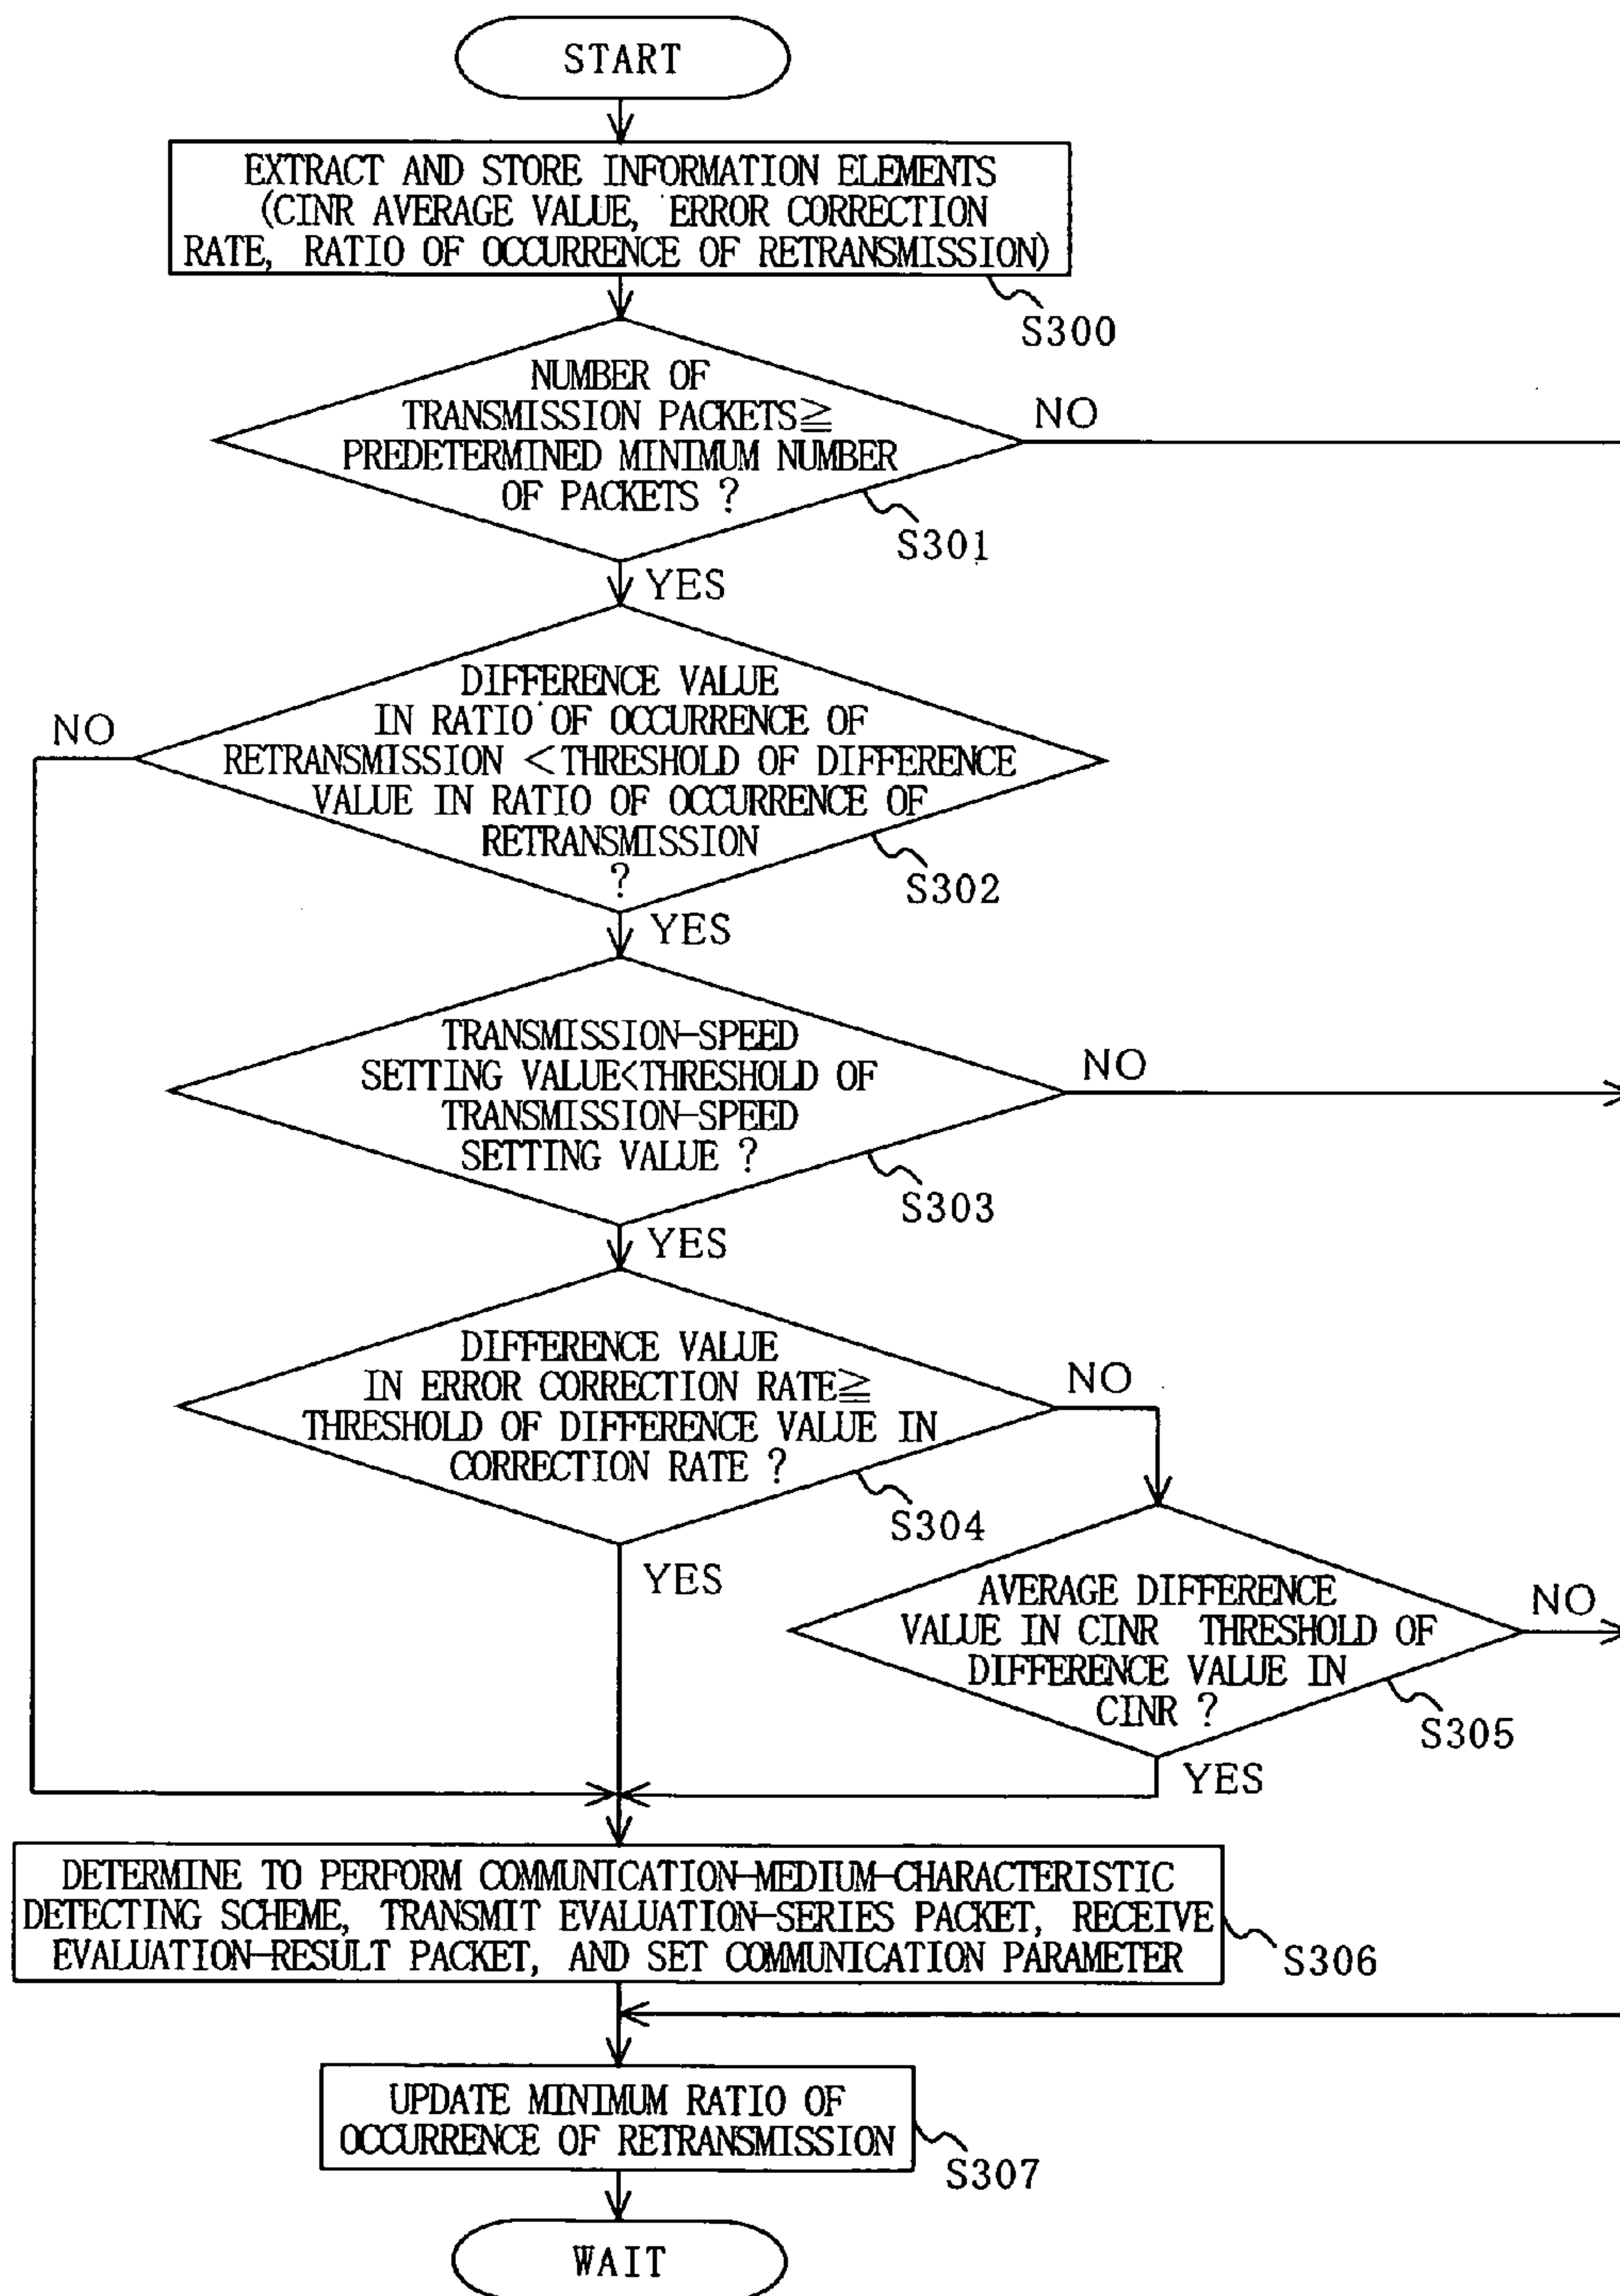 START
EXTRACT AND STORE INFORMATION ELEMENTS
(CINR AVERAGE VALUE, ERROR CORRECTION
RATE, RATIO OF OCCURRENCE OF RETRANSMISSION)
S300
NUMBER OF
TRANSMISSION PACKETS≧
PREDETERMINED MINIMUM NUMBER
OF PACKETS ?
NO
S301
YES
DIFFERENCE VALUE
IN RATIO OF OCCURRENCE OF
RETRANSMISSION <THRESHOLD OF DIFFERENCE
VALUE IN RATIO OF OCCURRENCE OF
RETRANSMISSION
?
NO
S302
YES
TRANSMISSION-SPEED
SETTING VALUE<THRESHOLD OF
TRANSMISSION-SPEED
SETTING VALUE ?
NO
S303
YES
DIFFERENCE VALUE
IN ERROR CORRECTION RATE≧
THRESHOLD OF DIFFERENCE VALUE IN
CORRECTION RATE ?
NO
S304
YES
AVERAGE DIFFERENCE
VALUE IN CINR THRESHOLD OF
DIFFERENCE VALUE IN
CINR ?
NO
S305
YES
DETERMINE TO PERFORM COMMUNICATION-MEDIUM-CHARACTERISTIC
DETECTING SCHEME, TRANSMIT EVALUATION-SERIES PACKET, RECEIVE
EVALUATION-RESULT PACKET, AND SET COMMUNICATION PARAMETER
S306
UPDATE MINIMUM RATIO OF
OCCURRENCE OF RETRANSMISSION
S307
WAIT